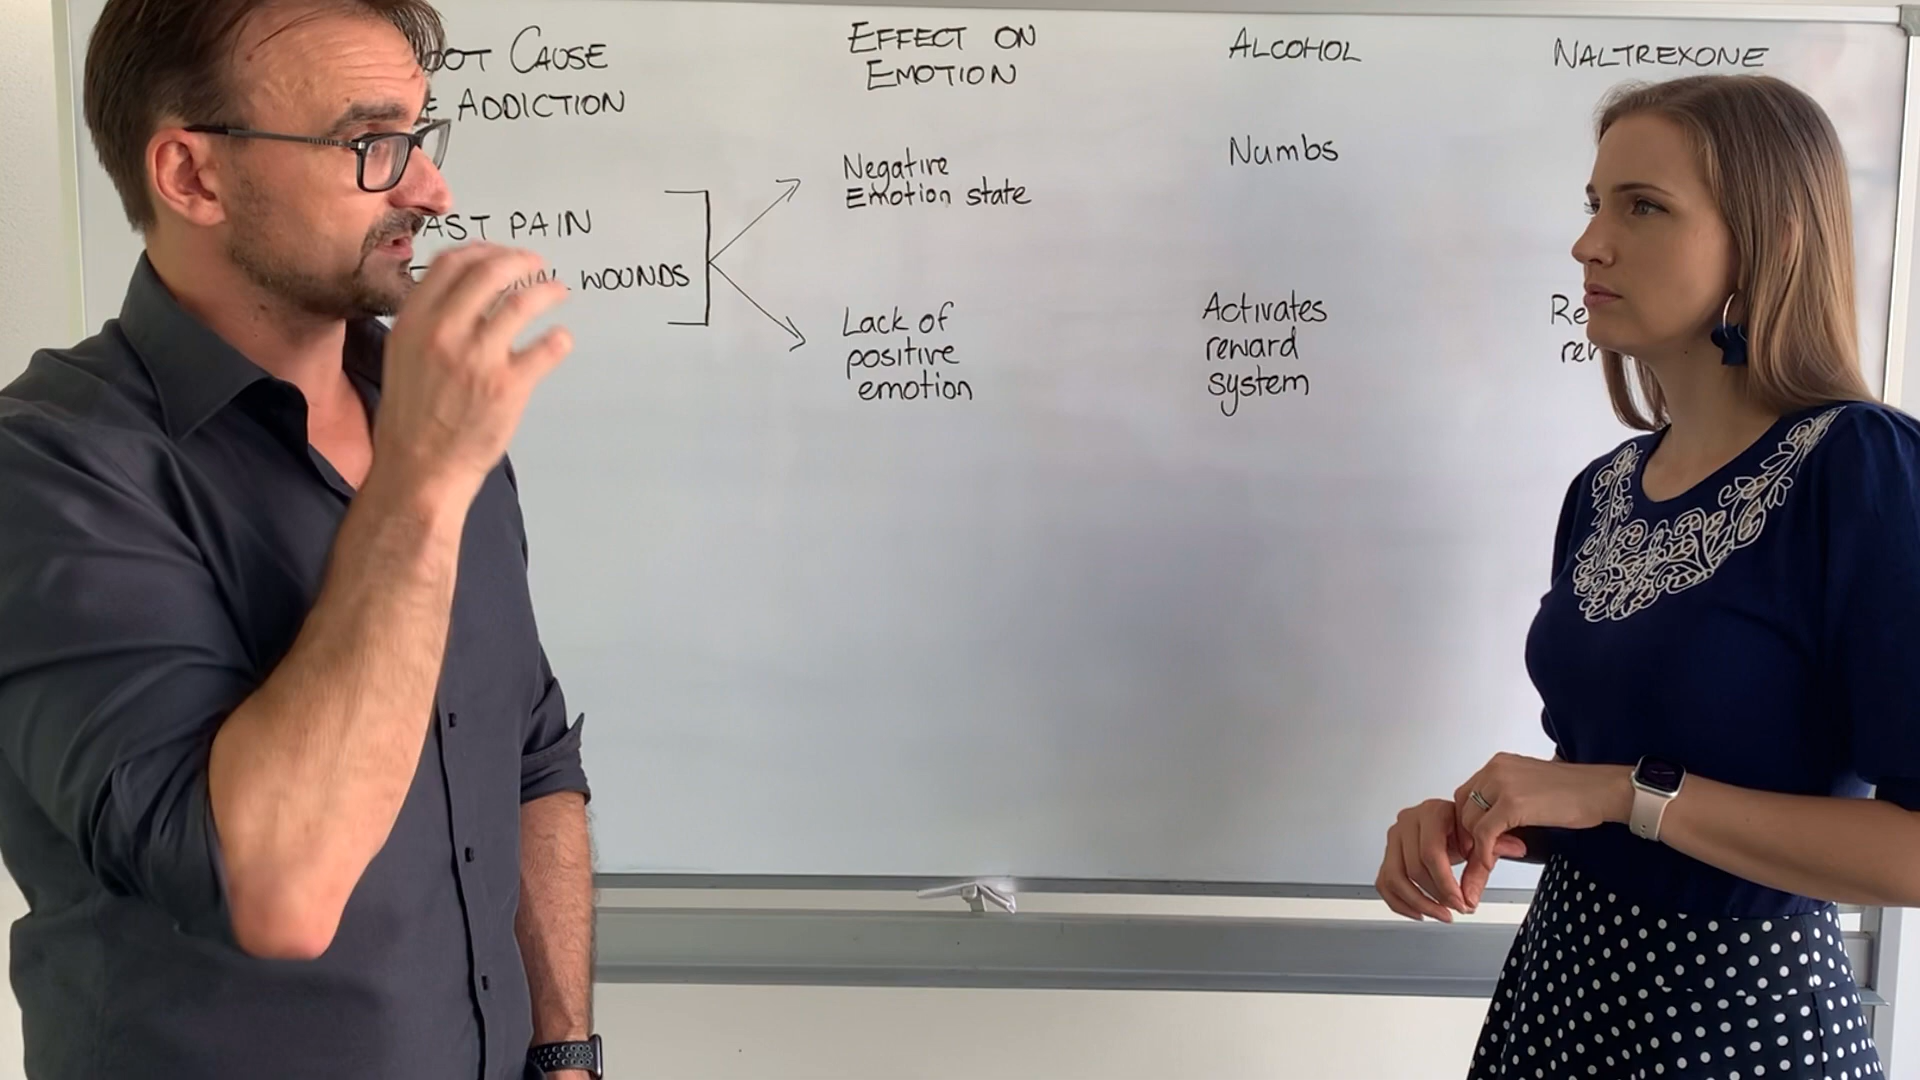 CAUSE
ADDICTION
PAIN
WOUNDS
EFFECT ON
EMOTION
Negative
Emotion state
Lack of
positive
emotion
ALCOHOL
Numbs
Activates
reward
system
NALTREXONE